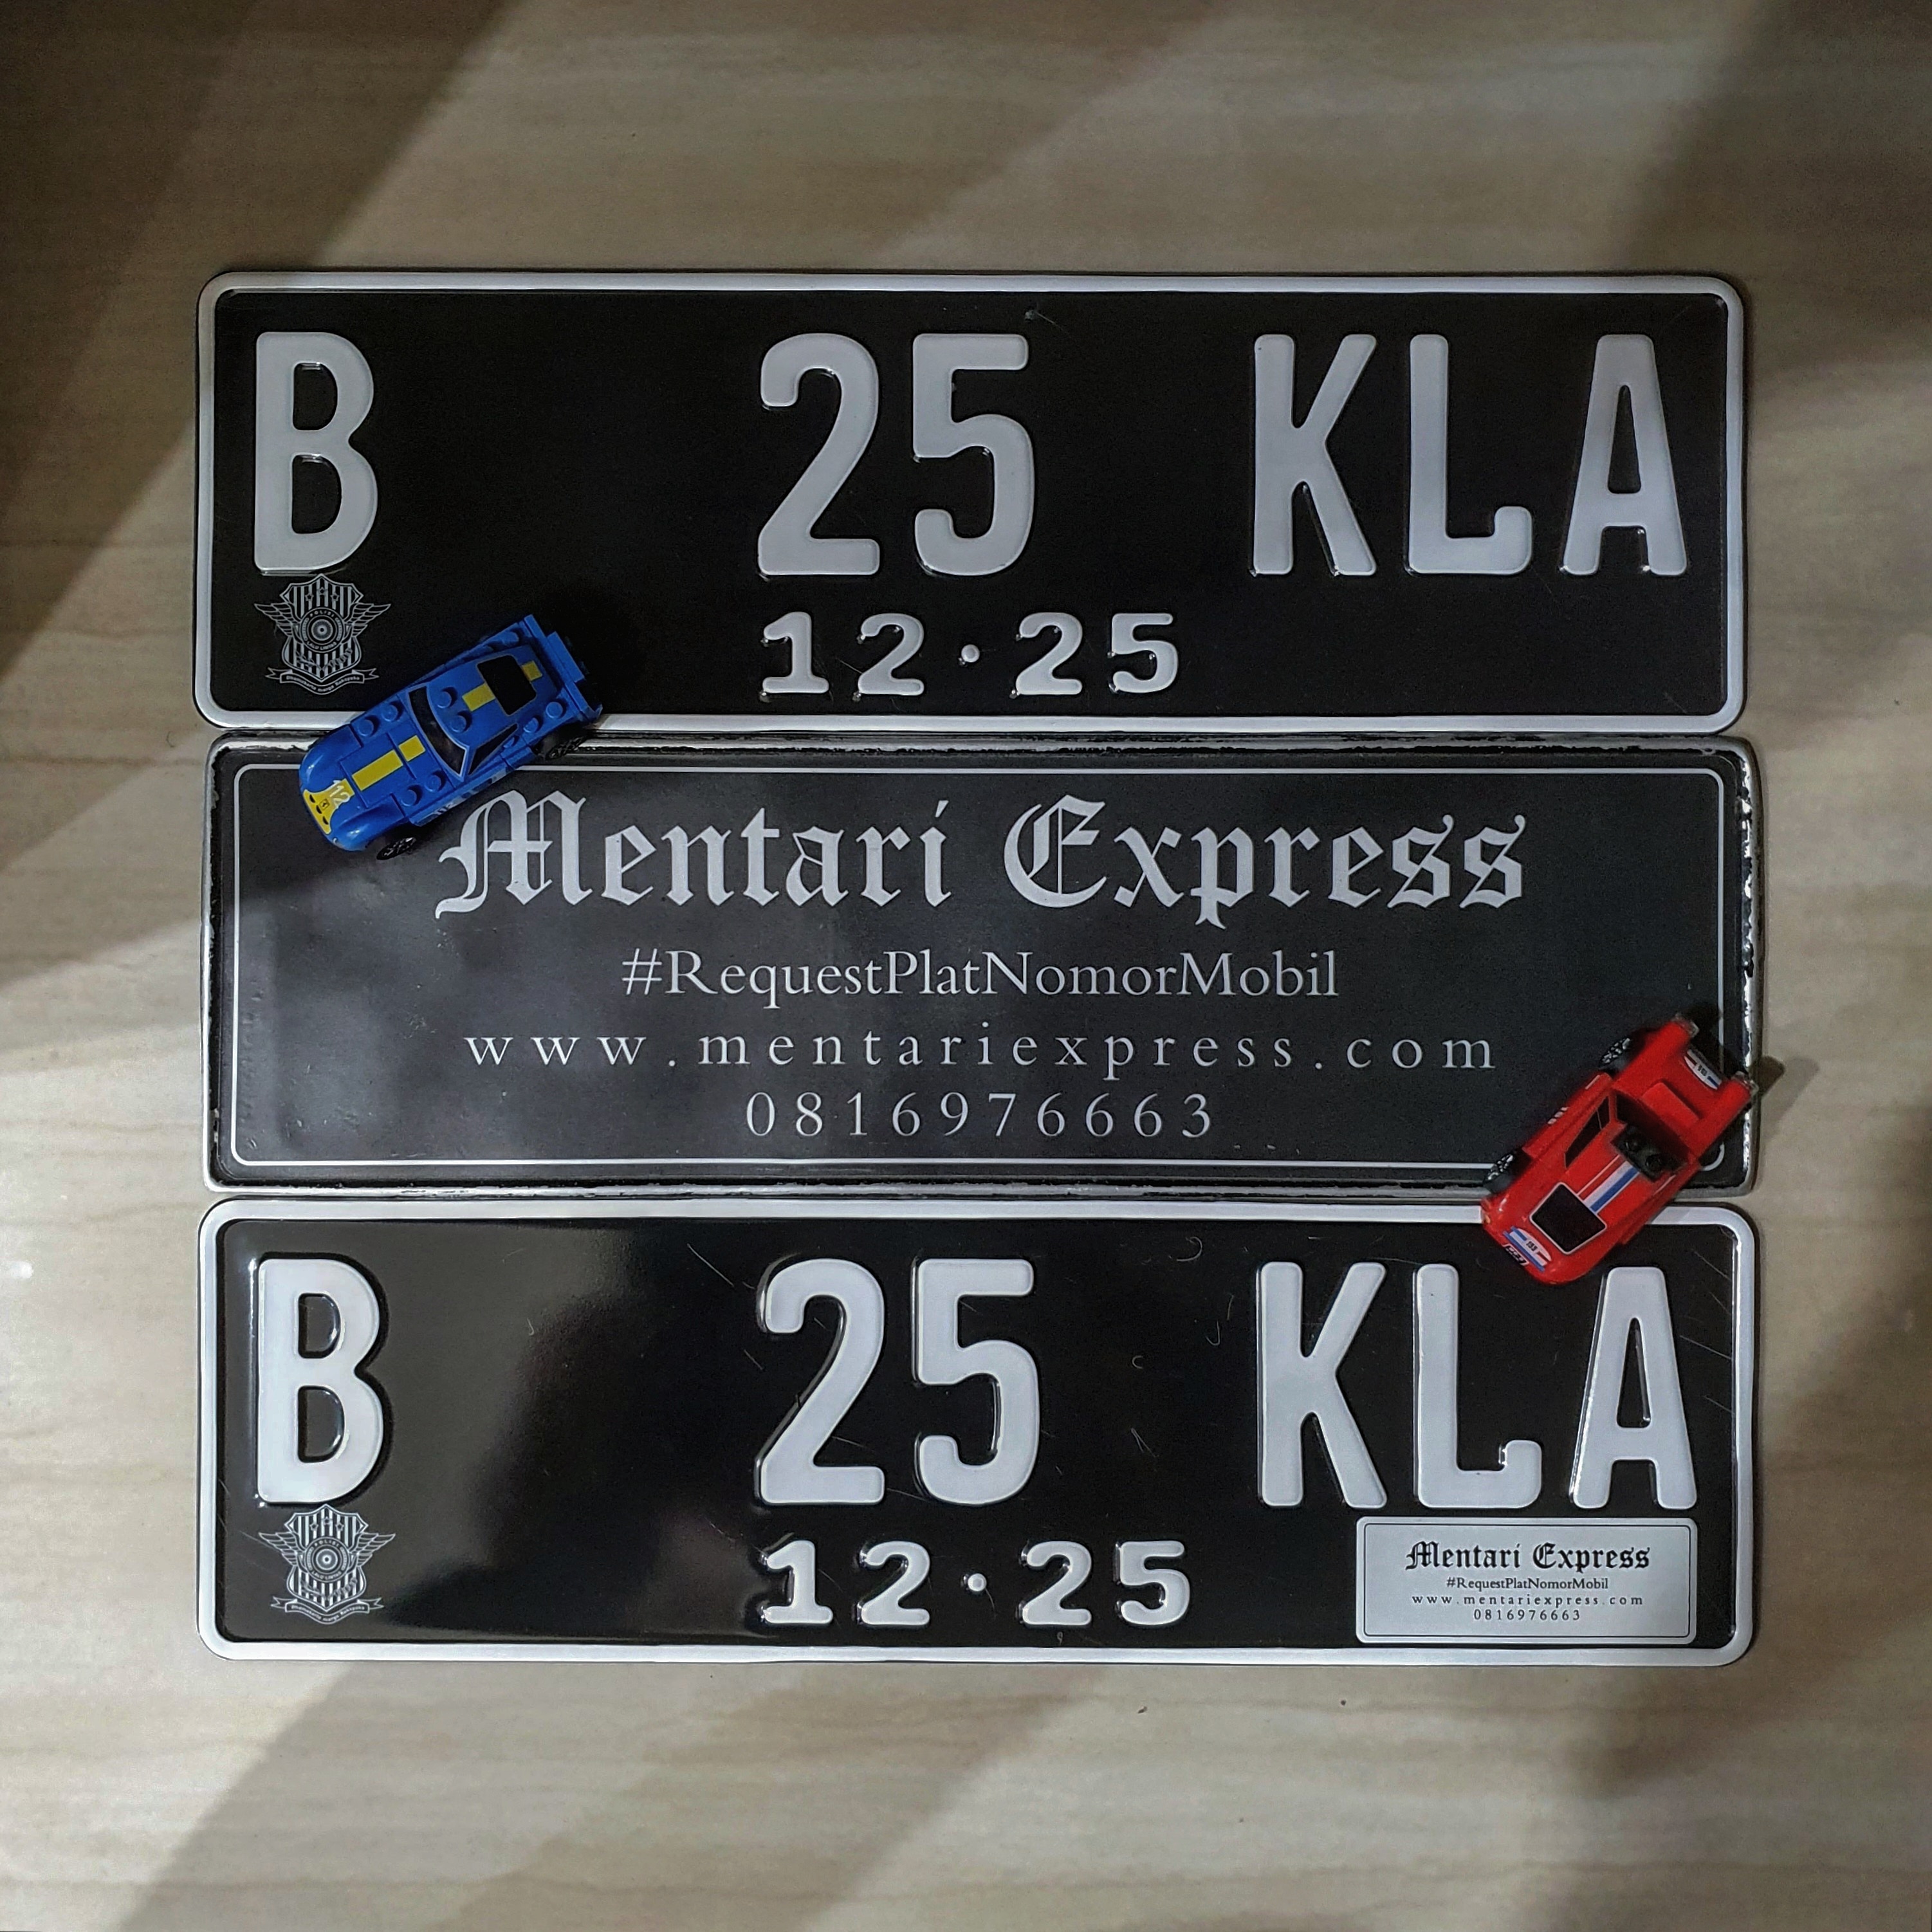 B 25 KLA
12·25
Mentari Express
#RequestPlatNomorMobil
www.mentariexpress.com
0816976663
B 25 KLA
12·25
Mentari Express
#RequestPlatNomorMobil
www.mentariexpress.com
0816976663
12